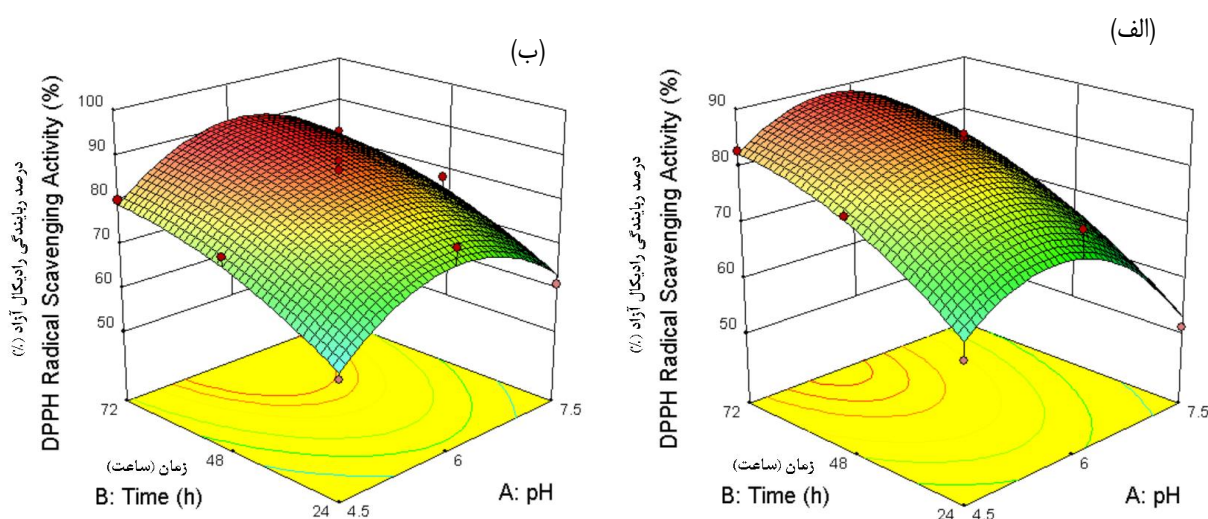 (الف)
DPPH Radical Scavenging Activity (%)
درصد ربایندگی رادیکال آزاد (٪)
90
80
70
60
50
72
48
24
زمان (ساعت)
B: Time (h)
4.5
6
7.5
A: pH
(ب)
DPPH Radical Scavenging Activity (%)
درصد ربایندگی رادیکال آزاد (٪)
100
90
80
70
60
50
72
48
24
زمان (ساعت)
B: Time (h)
4.5
6
7.5
A: pH